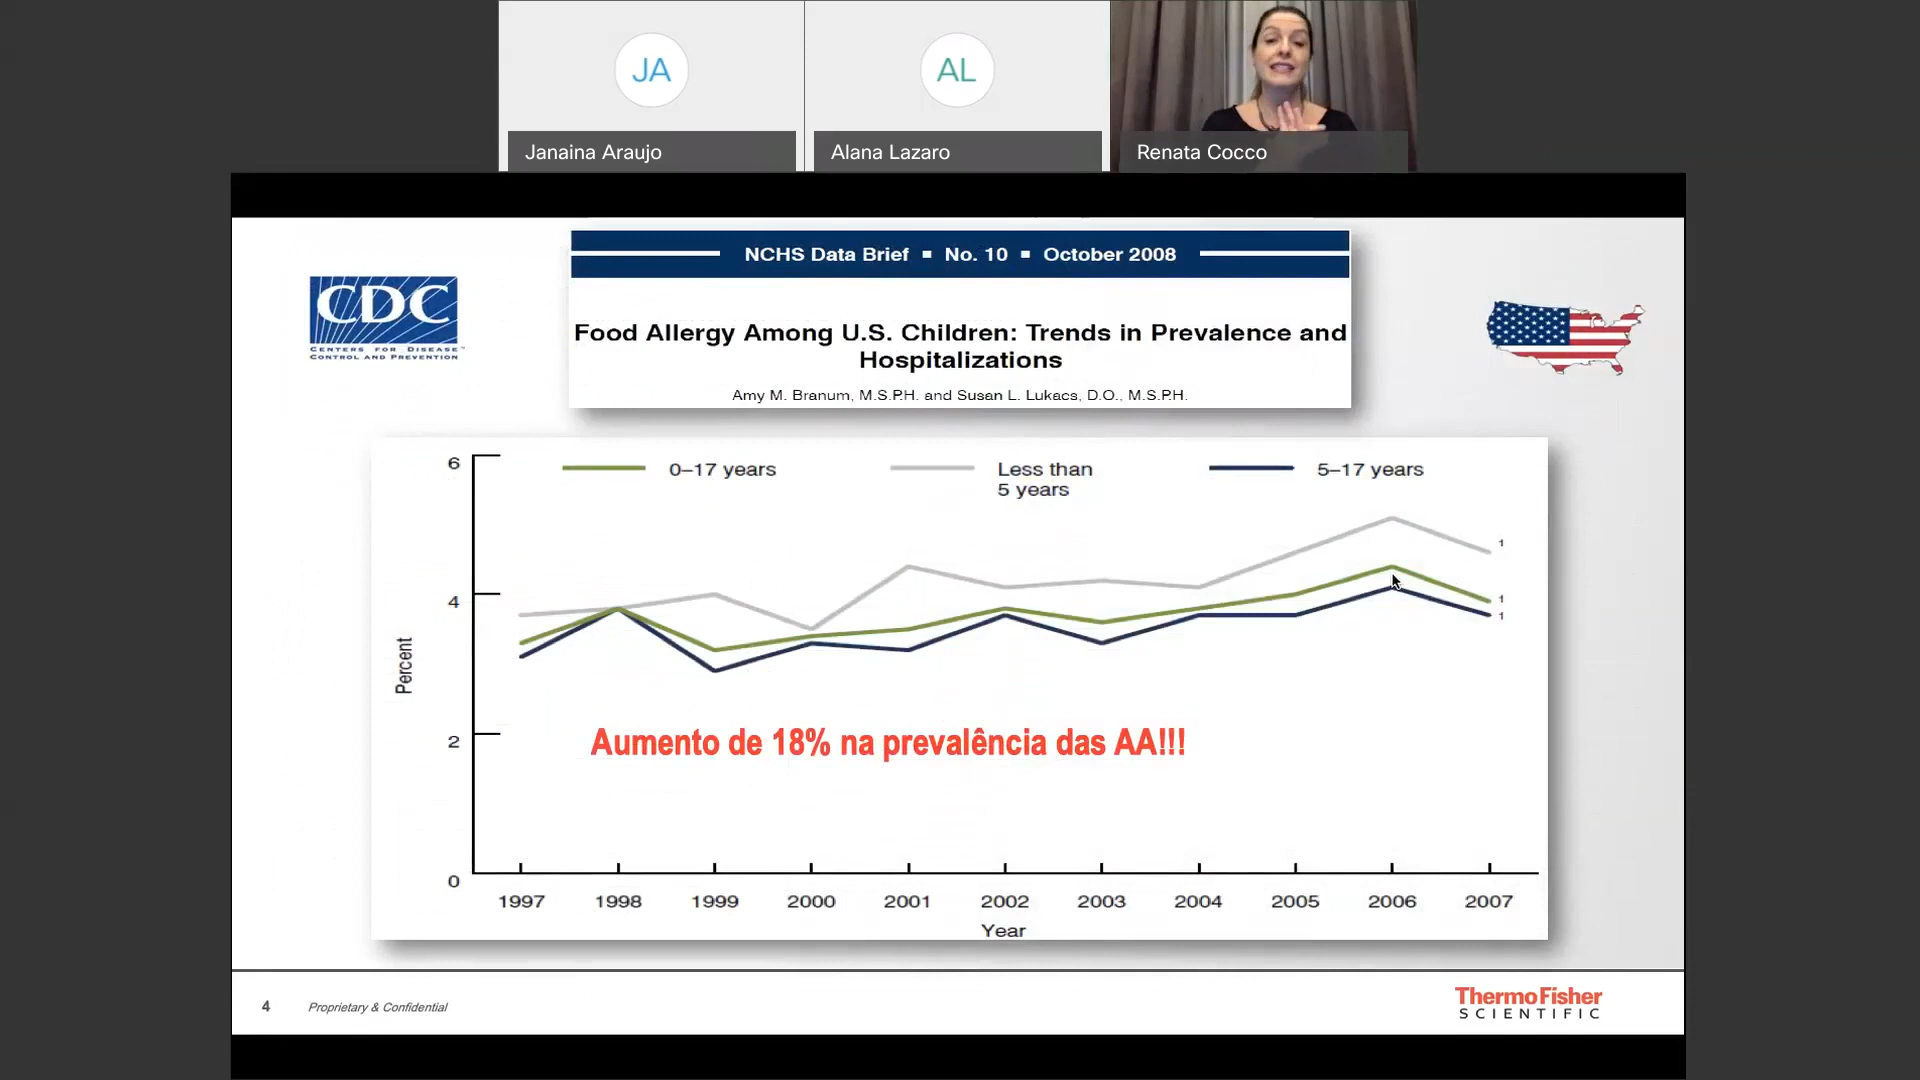 JA
AL
Janaina Araujo
Alana Lazaro
Renata Cocco
NCHS Data Brief ▪ No. 10 ▪ October 2008
CDC
CENTERS FOR DISEASE™
CONTROL AND PREVENTION
Food Allergy Among U.S. Children: Trends in Prevalence and
Hospitalizations
Amy M. Branum, M.S.P.H. and Susan L. Lukacs, D.O., M.S.P.H.
0–17 years
Less than
5 years
5–17 years
6
4
2
0
Percent
1
1
1
Aumento de 18% na prevalência das AA!!!
1997 1998 1999 2000 2001 2002 2003 2004 2005 2006 2007
Year
4
Proprietary & Confidential
ThermoFisher
SCIENTIFIC